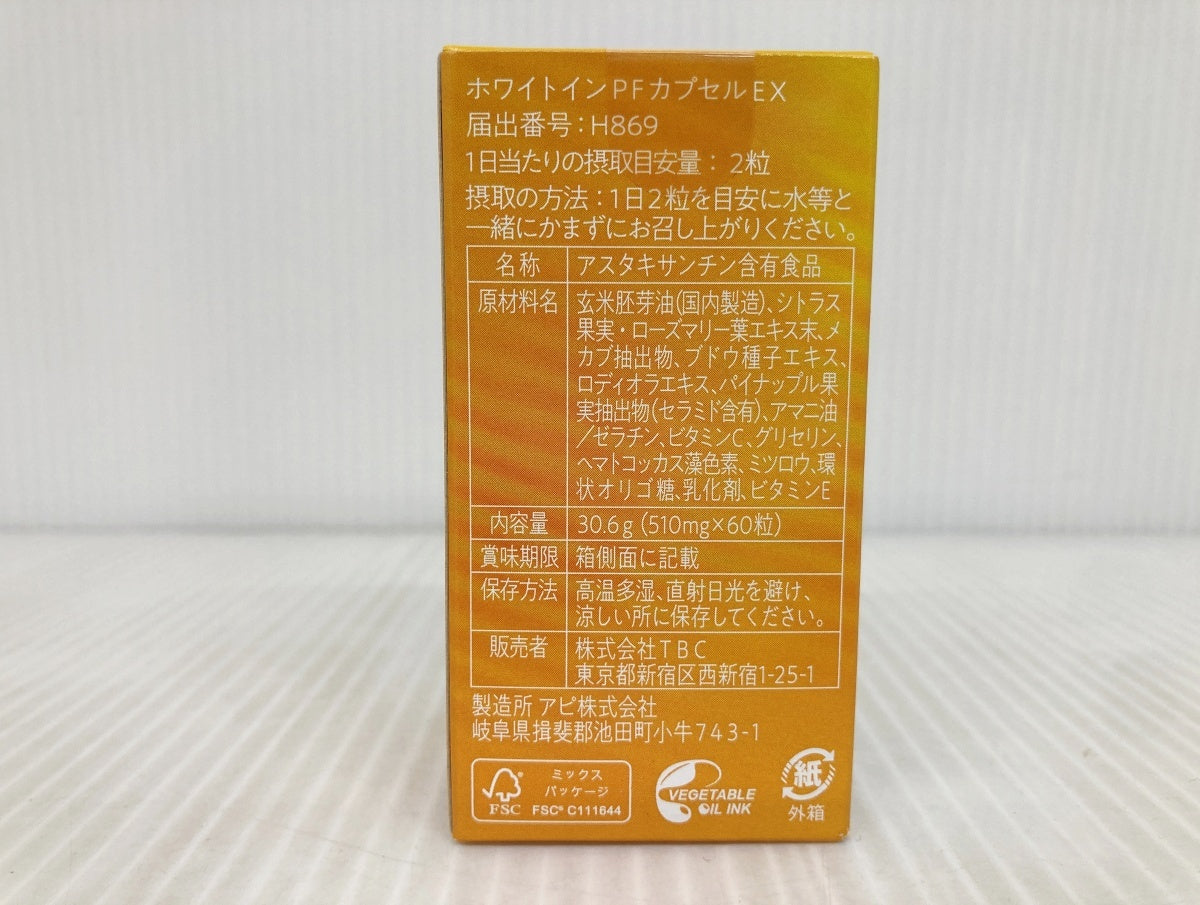 ホワイトインPFカプセルEX
届出番号:H869
1日当たりの摂取目安量: 2粒
摂取の方法:1日2粒を目安に水等と
一緒にかまずにお召し上がりください。
名称 アスタキサンチン含有食品
原材料名 玄米胚芽油(国内製造)、シトラス
果実・ローズマリー葉エキス末、メ
カブ抽出物、ブドウ種子エキス、
ロディオラエキス、パイナップル果
実抽出物(セラミド含有)、アマニ油
/ゼラチン、ビタミンC、グリセリン、
ヘマトコッカス藻色素、ミツロウ、環
状オリゴ糖、乳化剤、ビタミンE
内容量 30.6g (510mg×60粒)
賞味期限 箱側面に記載
保存方法 高温多湿、直射日光を避け、
涼しい所に保存してください。
販売者 株式会社TBC
東京都新宿区西新宿1-25-1
製造所 アピ株式会社
岐阜県揖斐郡池田町小牛743-1
ミックス
パッケージ
FSC FSC® C111644
VEGETABLE
OIL INK
紙
外箱